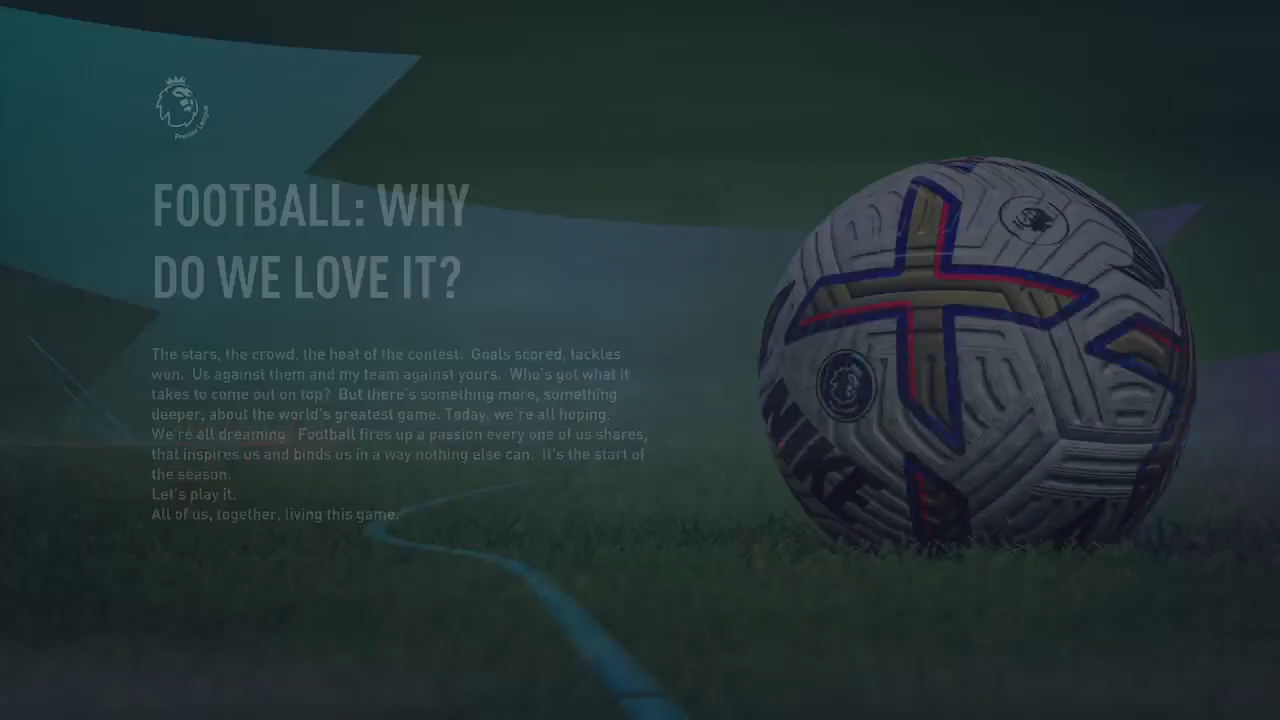 Premier League
FOOTBALL: WHY
DO WE LOVE IT?
The stars, the crowd, the heat of the contest. Goals scored, tackles
won. Us against them and my team against yours. Who's got what it
takes to come out on top? But there's something more, something
deeper, about the world's greatest game. Today, we're all hoping.
We're all dreaming. Football fires up a passion every one of us shares,
that inspires us and binds us in a way nothing else can. It's the start of
the season.
Let's play it.
All of us, together, living this game.
NIKE